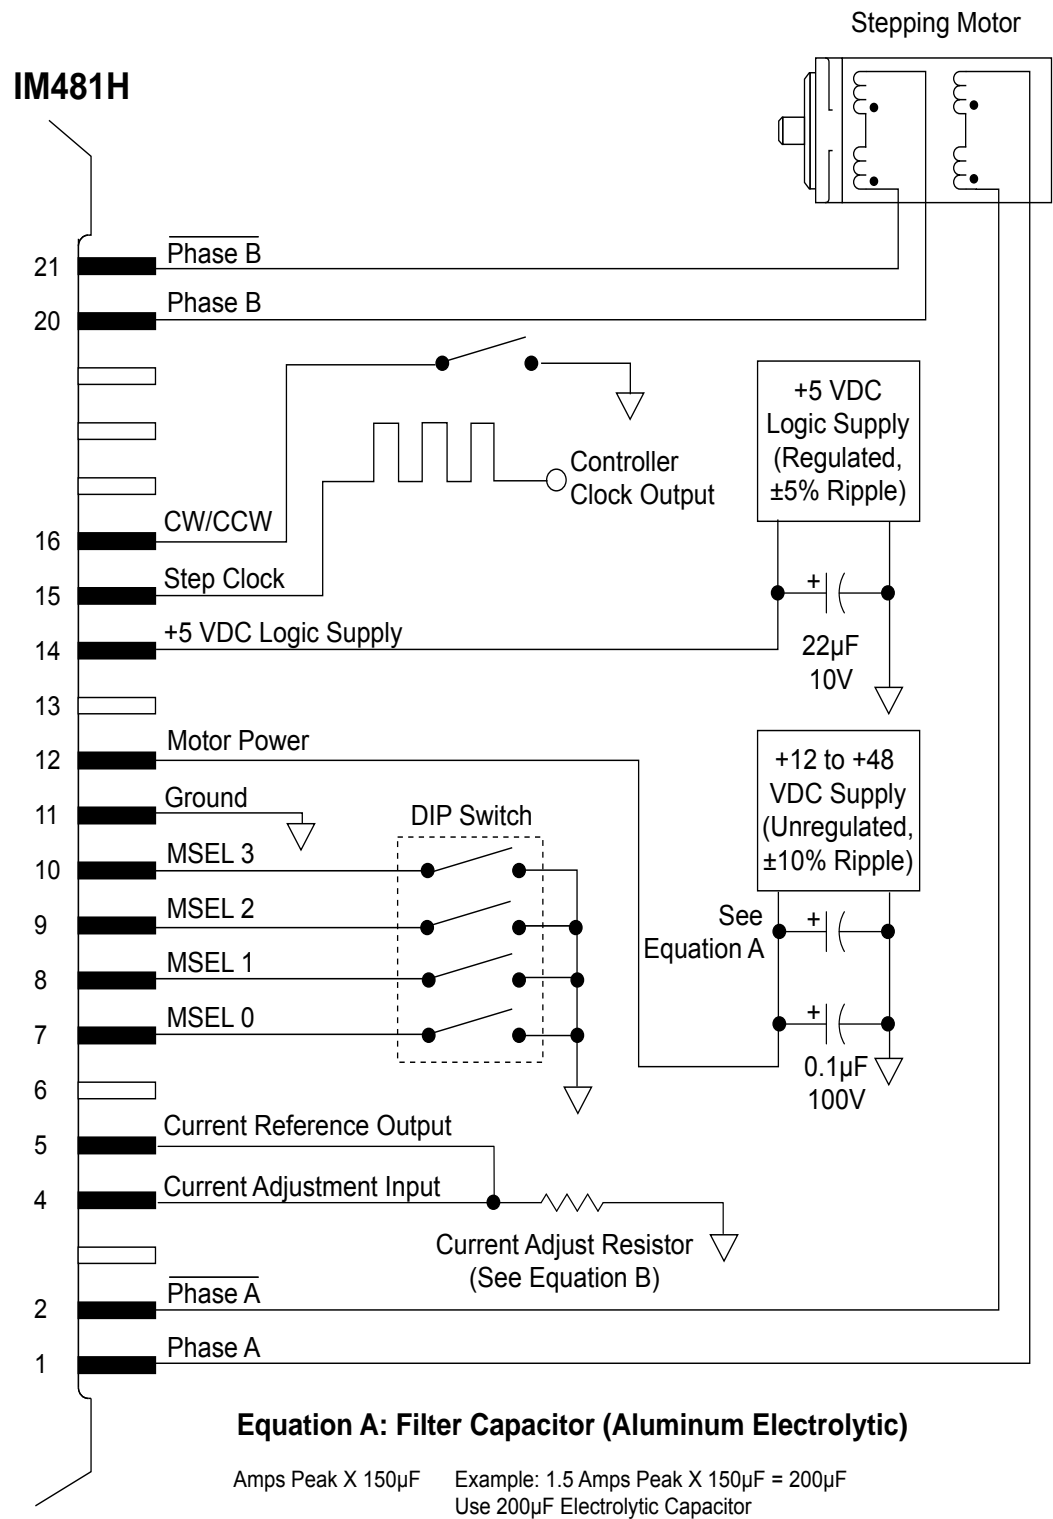 Stepping Motor
IM481H
21
Phase B
20
Phase B
16
CW/CCW
15
Step Clock
Controller
Clock Output
14
+5 VDC Logic Supply
+5 VDC
Logic Supply
(Regulated,
±5% Ripple)
+
22µF
10V
13
12
Motor Power
11
Ground
DIP Switch
10
MSEL 3
9
MSEL 2
8
MSEL 1
7
MSEL 0
+12 to +48
VDC Supply
(Unregulated,
±10% Ripple)
See
Equation A
+
+
0.1µF
100V
6
5
Current Reference Output
4
Current Adjustment Input
Current Adjust Resistor
(See Equation B)
2
Phase A
1
Phase A
Equation A: Filter Capacitor (Aluminum Electrolytic)
Amps Peak X 150µF Example: 1.5 Amps Peak X 150µF = 200µF
Use 200µF Electrolytic Capacitor